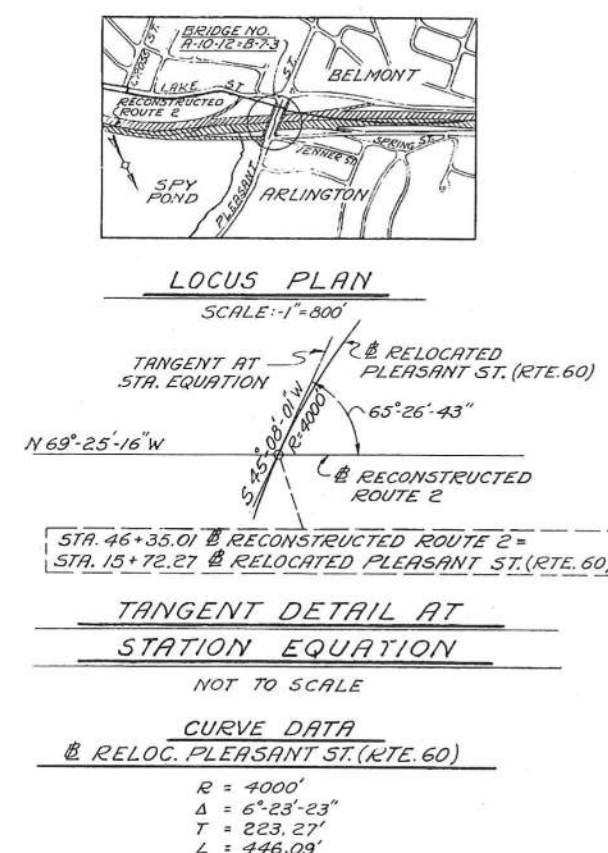 BRIDGE NO.
A-10-12=B-7-3
CROSS ST.
ST.
BELMONT
LAKE ST.
RECONSTRUCTED
ROUTE 2
JENNER ST.
SPRING ST.
SPY
POND
PLEASANT
ARLINGTON
LOCUS PLAN
SCALE:-1"=800'
TANGENT AT
STA. EQUATION
℄ RELOCATED
PLEASANT ST. (RTE.60)
S 45°-08'-01" W
R=4000'
65°-26'-43"
N 69°-25'-16" W
℄ RECONSTRUCTED
ROUTE 2
STA. 46+35.01 ℄ RECONSTRUCTED ROUTE 2 =
STA. 15+72.27 ℄ RELOCATED PLEASANT ST. (RTE. 60)
TANGENT DETAIL AT
STATION EQUATION
NOT TO SCALE
CURVE DATA
℄ RELOC. PLEASANT ST. (RTE. 60)
R = 4000'
Δ = 6°-23'-23"
T = 223.27'
L = 446.09'